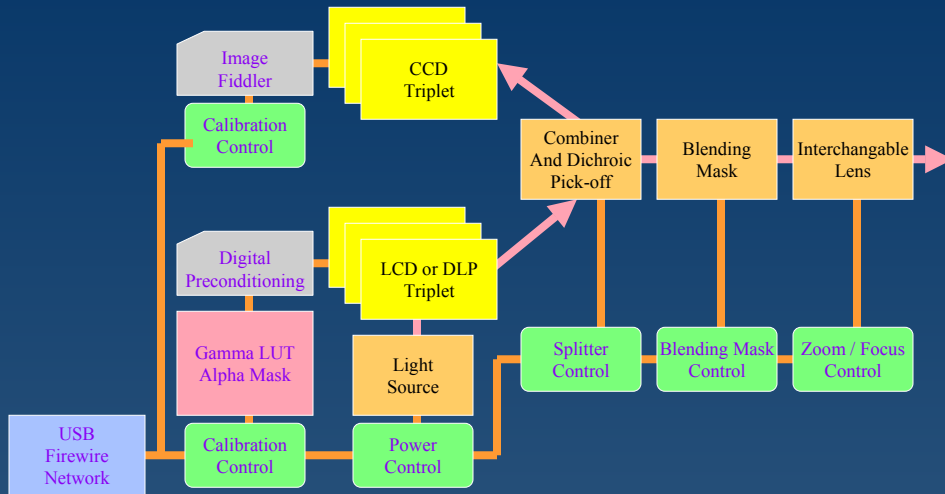 Image
Fiddler
CCD
Triplet
Calibration
Control
Combiner
And Dichroic
Pick-off
Blending
Mask
Interchangable
Lens
Digital
Preconditioning
LCD or DLP
Triplet
Gamma LUT
Alpha Mask
Light
Source
Splitter
Control
Blending Mask
Control
Zoom / Focus
Control
USB
Firewire
Network
Calibration
Control
Power
Control